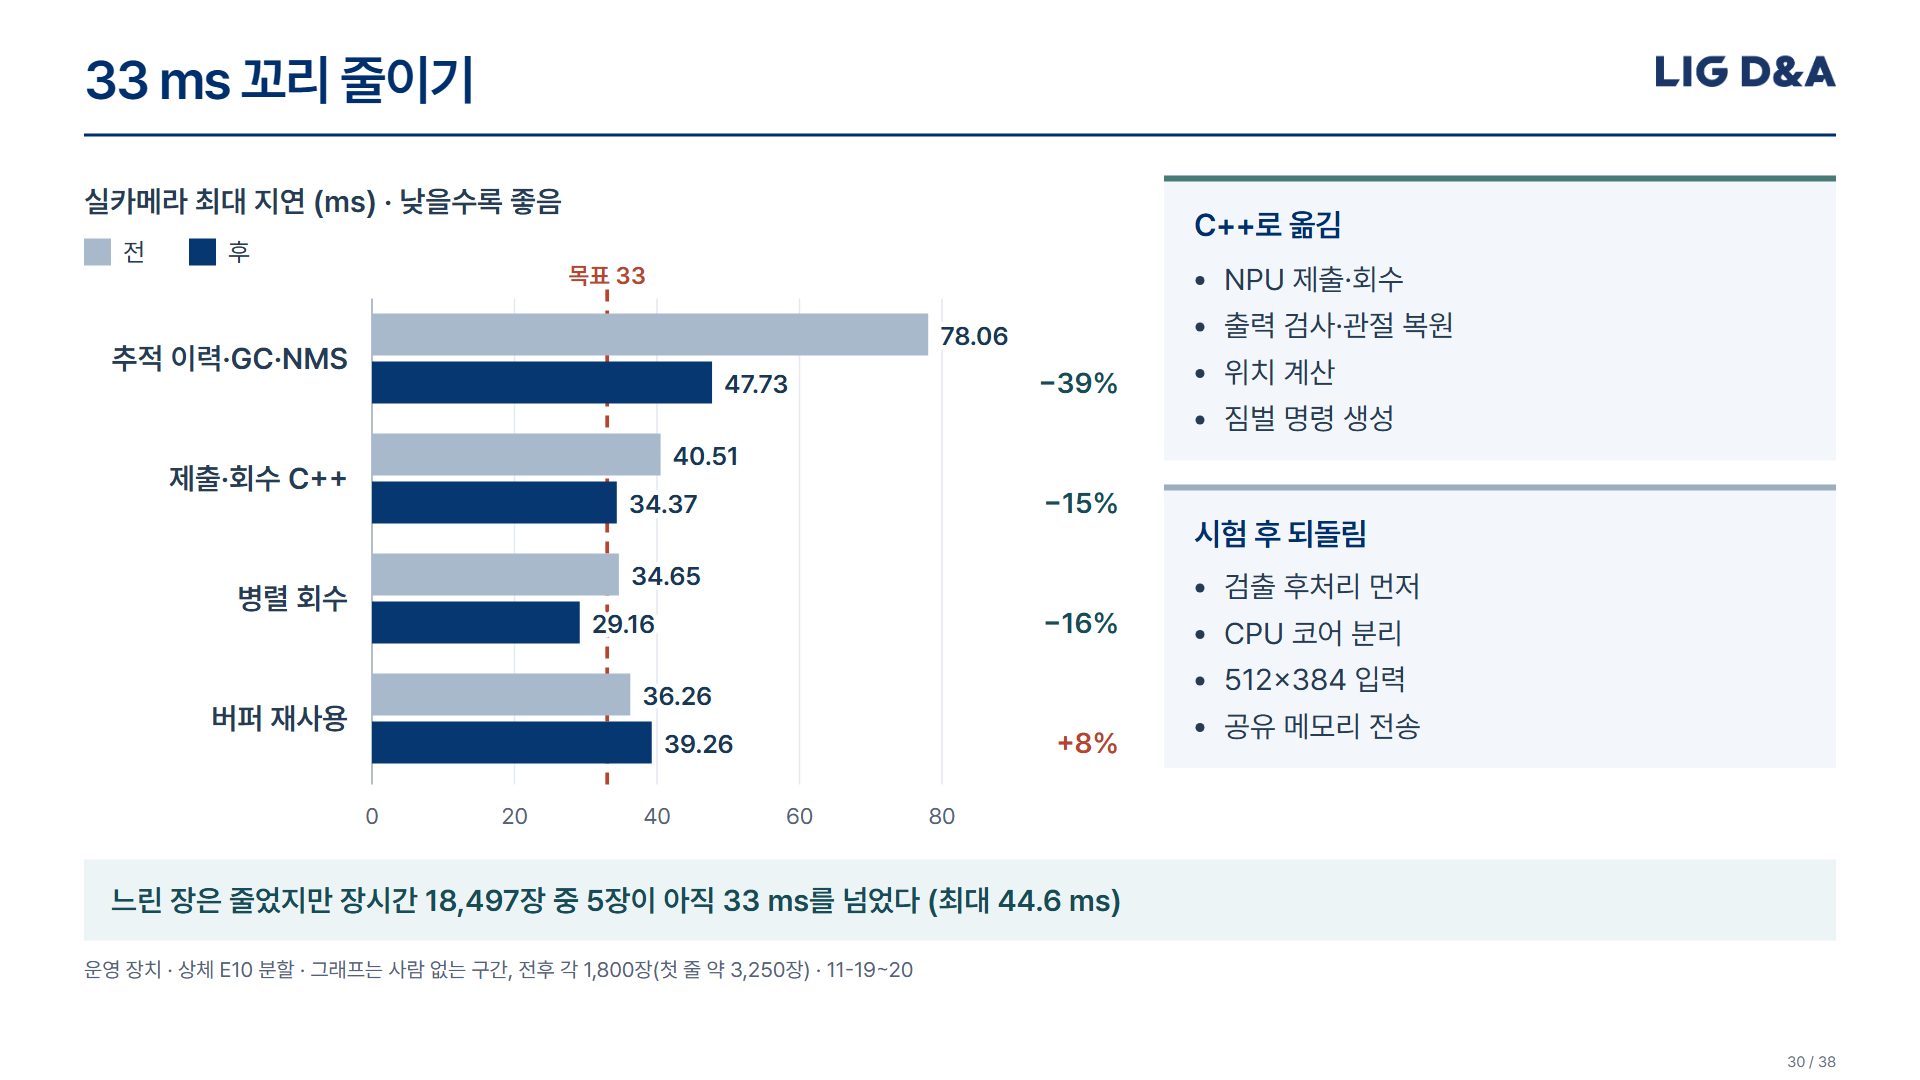 33 ms 꼬리 줄이기
LIG D&A
실카메라 최대 지연 (ms) · 낮을수록 좋음
전
후
목표 33
추적 이력·GC·NMS
78.06
47.73
−39%
제출·회수 C++
40.51
34.37
−15%
병렬 회수
34.65
29.16
−16%
버퍼 재사용
36.26
39.26
+8%
0 20 40 60 80
C++로 옮김
• NPU 제출·회수
• 출력 검사·관절 복원
• 위치 계산
• 짐벌 명령 생성
시험 후 되돌림
• 검출 후처리 먼저
• CPU 코어 분리
• 512×384 입력
• 공유 메모리 전송
느린 장은 줄었지만 장시간 18,497장 중 5장이 아직 33 ms를 넘었다 (최대 44.6 ms)
운영 장치 · 상체 E10 분할 · 그래프는 사람 없는 구간, 전후 각 1,800장(첫 줄 약 3,250장) · 11-19~20
30 / 38